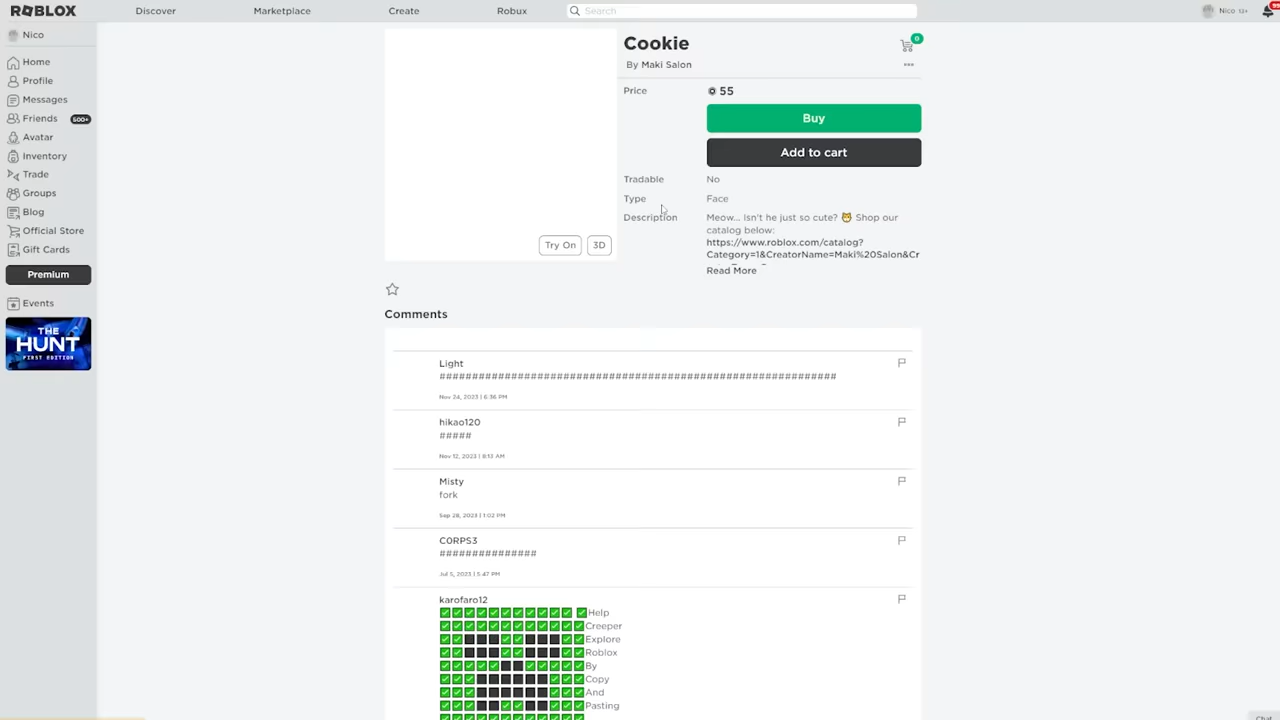 ROBLOX
Discover
Marketplace
Create
Robux
Search
Nico 13+
99
Nico
Home
Profile
Messages
Friends 500+
Avatar
Inventory
Trade
Groups
Blog
Official Store
Gift Cards
Premium
Events
THE
HUNT
FIRST EDITION
Cookie
0
By Maki Salon
Price 55
Buy
Add to cart
Tradable No
Type Face
Description Meow... Isn't he just so cute? 🐱 Shop our
catalog below:
https://www.roblox.com/catalog?
Category=1&CreatorName=Maki%20Salon&Cr
Read More
Try On
3D
Comments
Light
Nov 24, 2023 | 6:36 PM
hikao120
#####
Nov 12, 2023 | 8:13 AM
Misty
fork
Sep 28, 2023 | 1:02 PM
C0RPS3
###############
Jul 5, 2023 | 5:47 PM
karofaro12
Help
Creeper
Explore
Roblox
By
Copy
And
Pasting
Chat